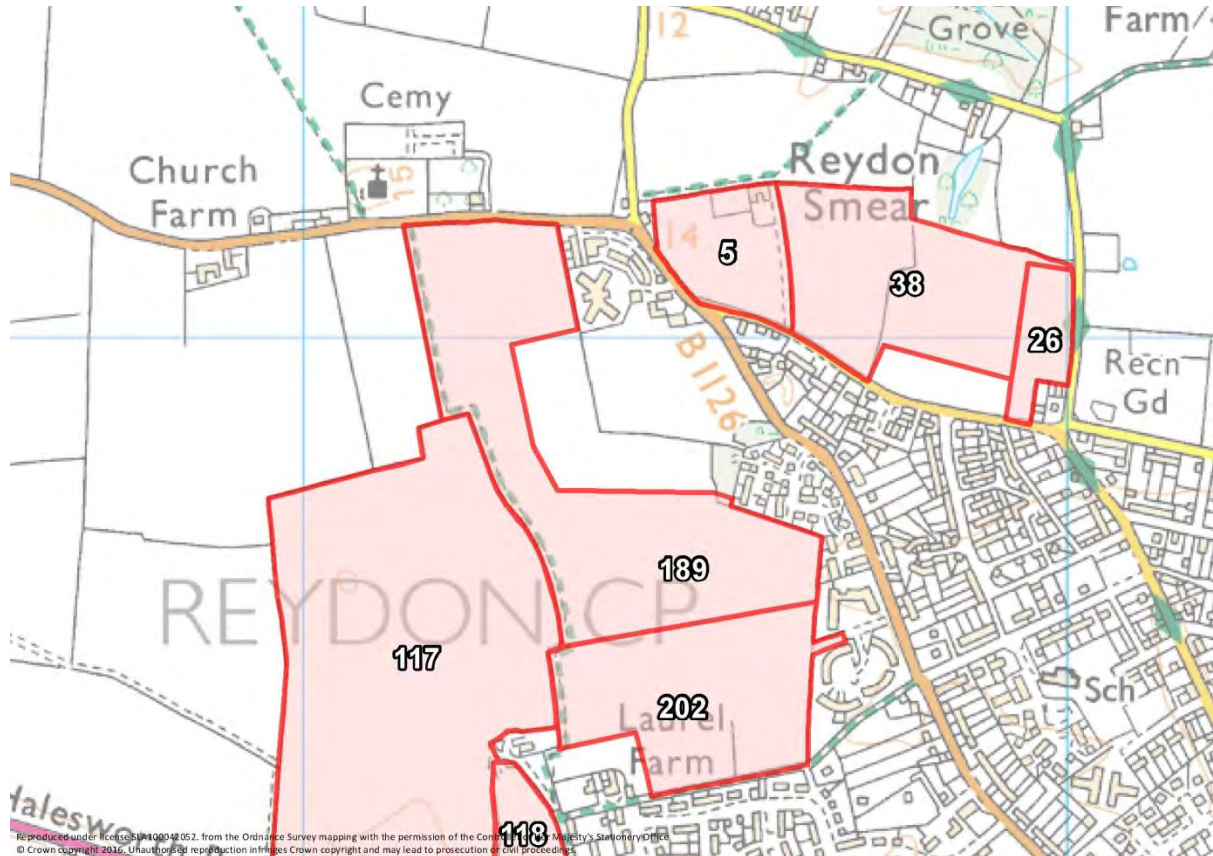 12
Grove
Farm
Cemy
Church
Farm
15
Reydon
Smear
14
5
38
26
B 1126
Recn
Gd
189
REYDON CP
117
202
Laurel
Farm
Sch
118
Reproduced under license SLA100042052. from the Ordnance Survey mapping with the permission of the Majesty's Stationery Office
© Crown copyright 2016. Unauthorised reproduction infringes Crown copyright and may lead to prosecution or civil proceedings